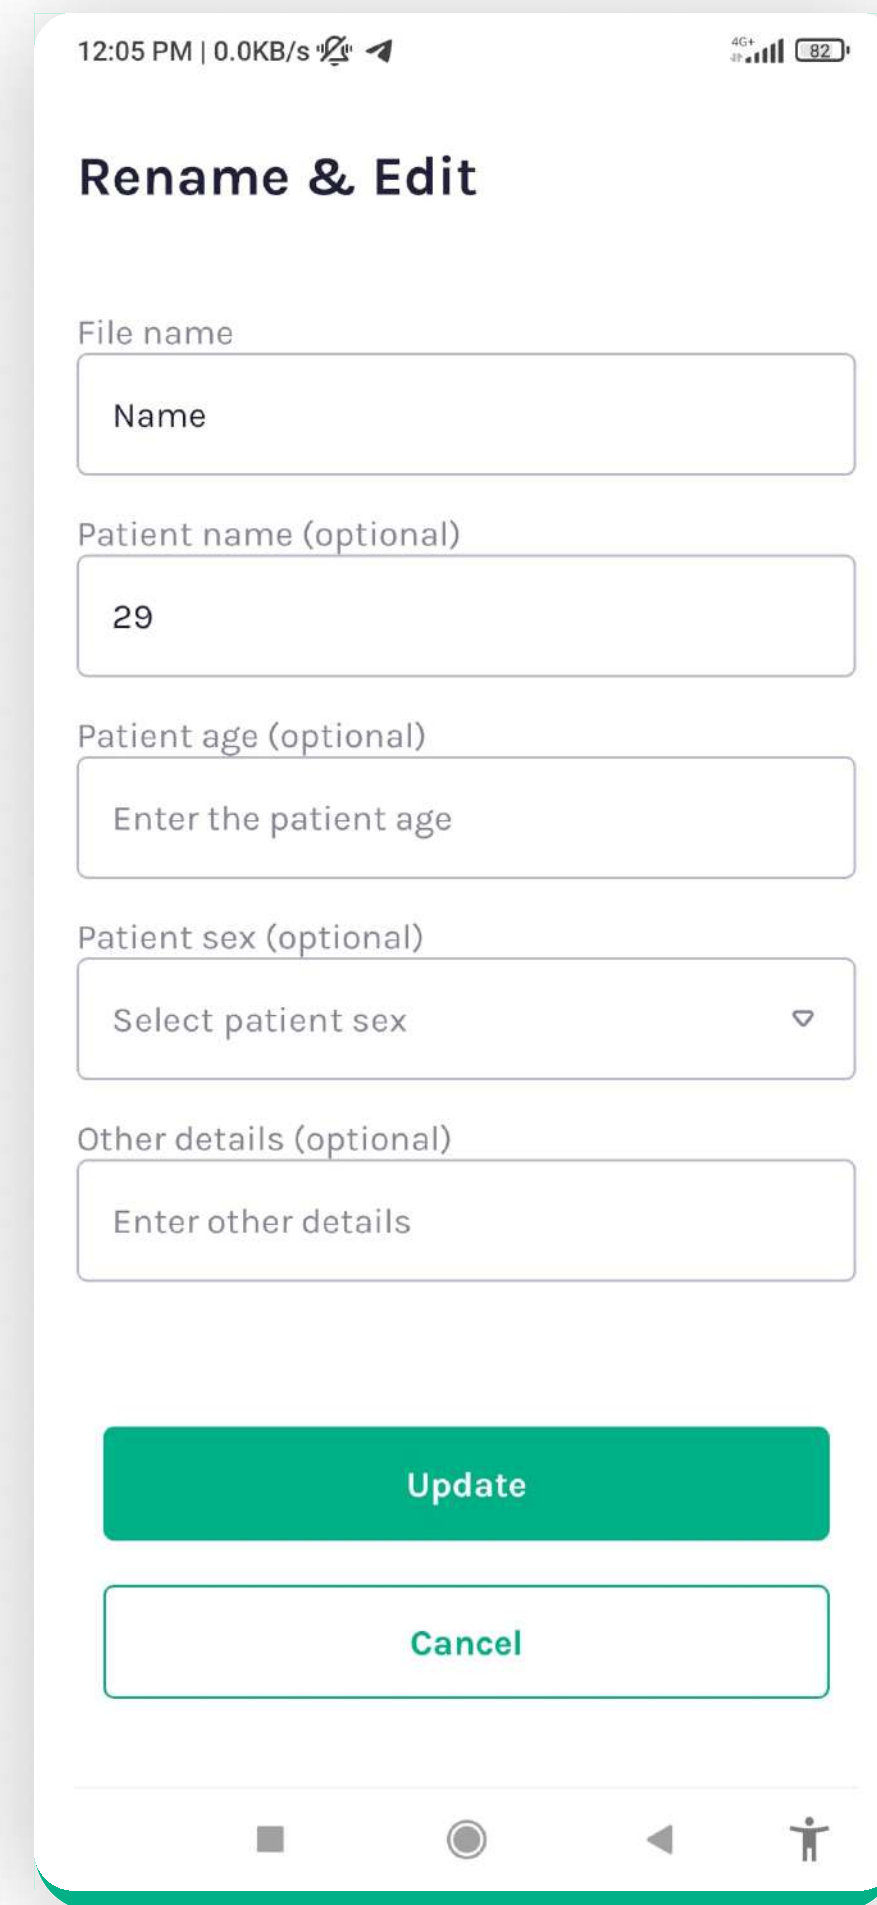 12:05 PM | 0.0KB/s
4G+
82
Rename & Edit
File name
Name
Patient name (optional)
29
Patient age (optional)
Enter the patient age
Patient sex (optional)
Select patient sex
Other details (optional)
Enter other details
Update
Cancel